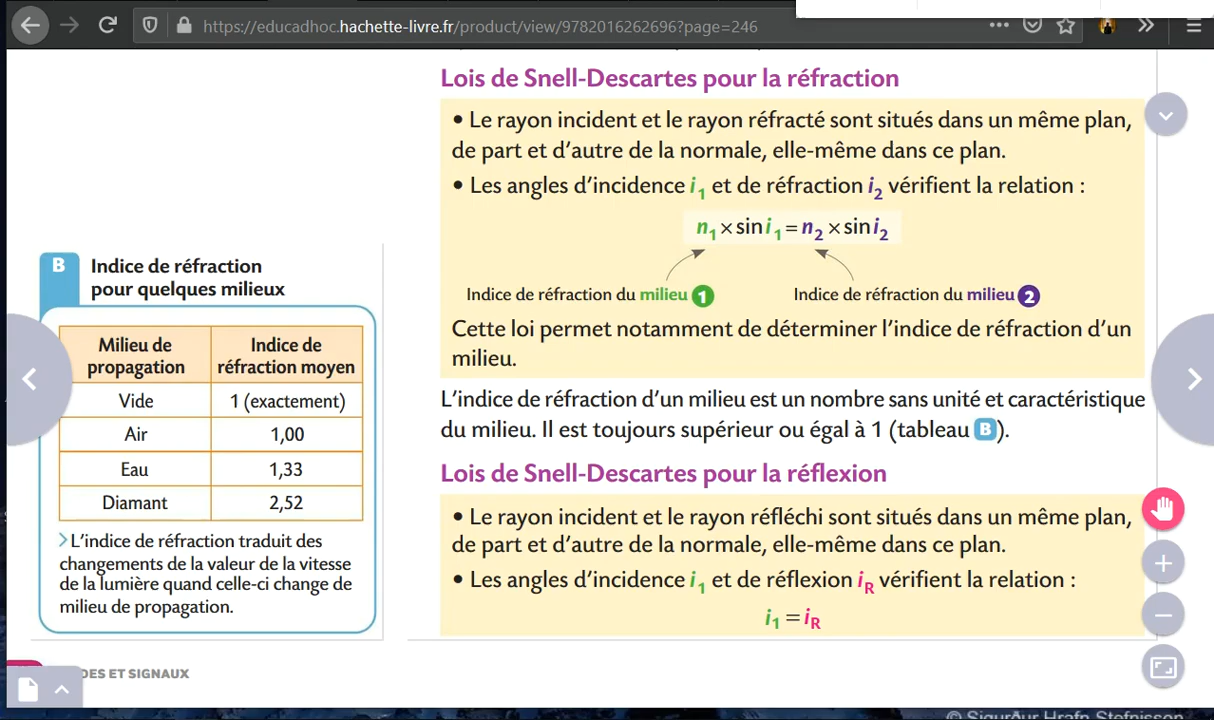 https://educadhoc.hachette-livre.fr/product/view/9782016262696?page=246
Lois de Snell-Descartes pour la réfraction
• Le rayon incident et le rayon réfracté sont situés dans un même plan,
de part et d'autre de la normale, elle-même dans ce plan.
• Les angles d'incidence i1 et de réfraction i2 vérifient la relation :
n1 × sin i1 = n2 × sin i2
Indice de réfraction du milieu 1
Indice de réfraction du milieu 2
Cette loi permet notamment de déterminer l'indice de réfraction d'un
milieu.
L'indice de réfraction d'un milieu est un nombre sans unité et caractéristique
du milieu. Il est toujours supérieur ou égal à 1 (tableau B).
Lois de Snell-Descartes pour la réflexion
• Le rayon incident et le rayon réfléchi sont situés dans un même plan,
de part et d'autre de la normale, elle-même dans ce plan.
• Les angles d'incidence i1 et de réflexion iR vérifient la relation :
i1 = iR
B Indice de réfraction
pour quelques milieux
Milieu de propagation | Indice de réfraction moyen
Vide | 1 (exactement)
Air | 1,00
Eau | 1,33
Diamant | 2,52
> L'indice de réfraction traduit des
changements de la valeur de la vitesse
de la lumière quand celle-ci change de
milieu de propagation.
DES ET SIGNAUX